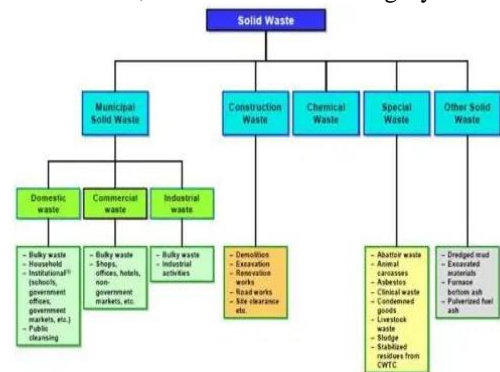 Solid Waste
Municipal
Solid Waste
Construction
Waste
Chemical
Waste
Special
Waste
Other Solid
Waste
Domestic
waste
Commercial
waste
Industrial
waste
– Bulky waste
– Household
– Institutional(1)
(schools,
government
offices,
government
markets, etc.)
– Public
cleansing
– Bulky waste
– Shops,
offices, hotels,
non-
government
markets, etc.
– Bulky waste
– Industrial
activities
– Demolition
– Excavation
– Renovation
works
– Road works
– Site clearance
etc.
– Abattoir waste
– Animal
carcasses
– Asbestos
– Clinical waste
– Condemned
goods
– Livestock
waste
– Sludge
– Stabilized
residues from
CWTC
– Dredged mud
– Excavated
materials
– Furnace
bottom ash
– Pulverized fuel
ash